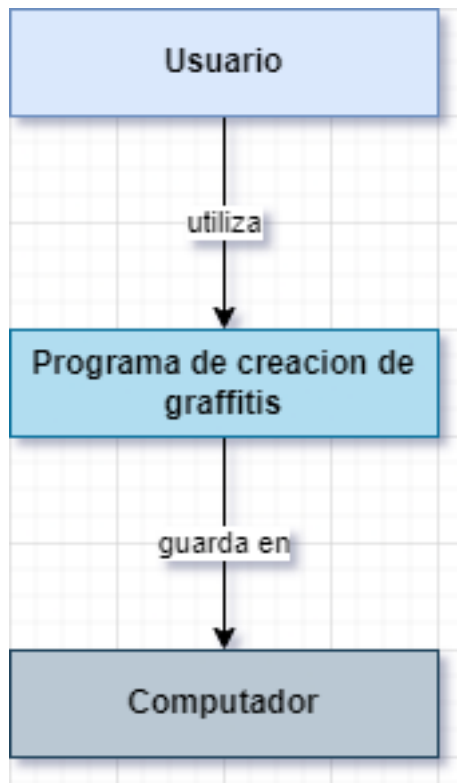 Usuario
utiliza
Programa de creacion de
graffitis
guarda en
Computador